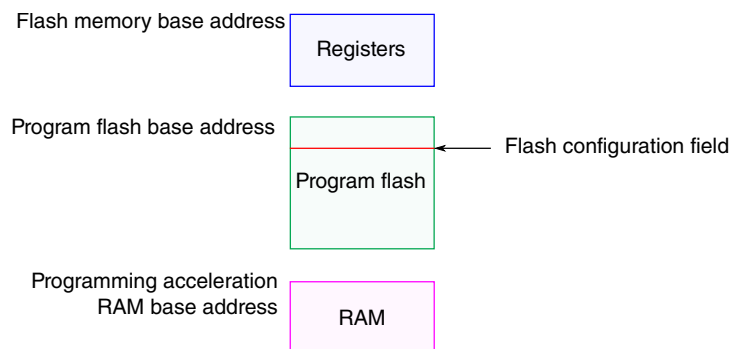 Flash memory base address
Registers
Program flash base address
Flash configuration field
Program flash
Programming acceleration
RAM base address
RAM